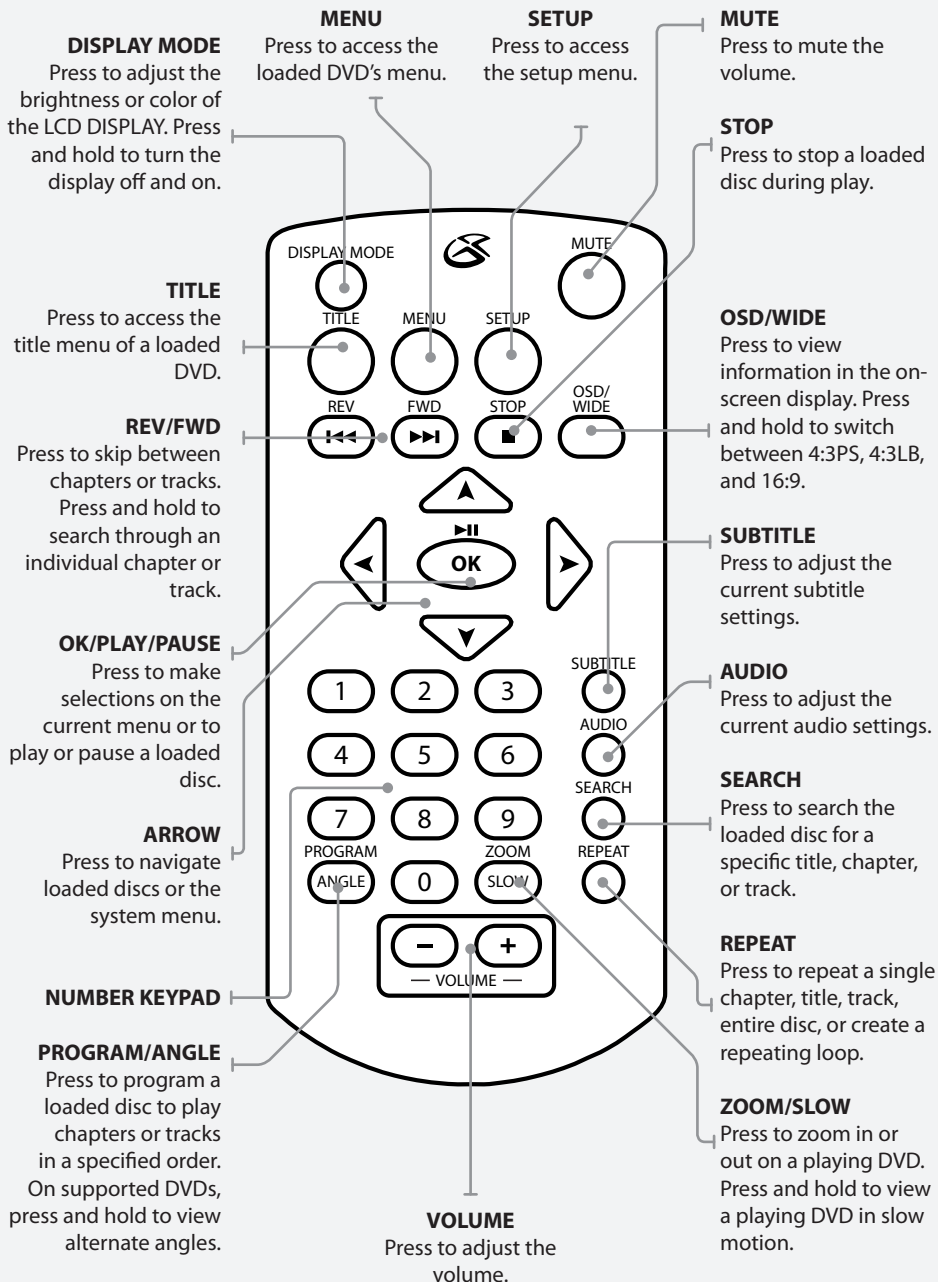 DISPLAY MODE
Press to adjust the
brightness or color of
the LCD DISPLAY. Press
and hold to turn the
display off and on.
MENU
Press to access the
loaded DVD's menu.
SETUP
Press to access
the setup menu.
MUTE
Press to mute the
volume.
STOP
Press to stop a loaded
disc during play.
TITLE
Press to access the
title menu of a loaded
DVD.
REV/FWD
Press to skip between
chapters or tracks.
Press and hold to
search through an
individual chapter or
track.
OK/PLAY/PAUSE
Press to make
selections on the
current menu or to
play or pause a loaded
disc.
ARROW
Press to navigate
loaded discs or the
system menu.
NUMBER KEYPAD
PROGRAM/ANGLE
Press to program a
loaded disc to play
chapters or tracks
in a specified order.
On supported DVDs,
press and hold to view
alternate angles.
DISPLAY MODE
MUTE
TITLE MENU SETUP
REV FWD STOP OSD/
WIDE
OK
1 2 3 SUBTITLE
4 5 6 AUDIO
SEARCH
7 8 9
PROGRAM ZOOM REPEAT
ANGLE 0 SLOW
− +
VOLUME
VOLUME
Press to adjust the
volume.
OSD/WIDE
Press to view
information in the on-
screen display. Press
and hold to switch
between 4:3PS, 4:3LB,
and 16:9.
SUBTITLE
Press to adjust the
current subtitle
settings.
AUDIO
Press to adjust the
current audio settings.
SEARCH
Press to search the
loaded disc for a
specific title, chapter,
or track.
REPEAT
Press to repeat a single
chapter, title, track,
entire disc, or create a
repeating loop.
ZOOM/SLOW
Press to zoom in or
out on a playing DVD.
Press and hold to view
a playing DVD in slow
motion.